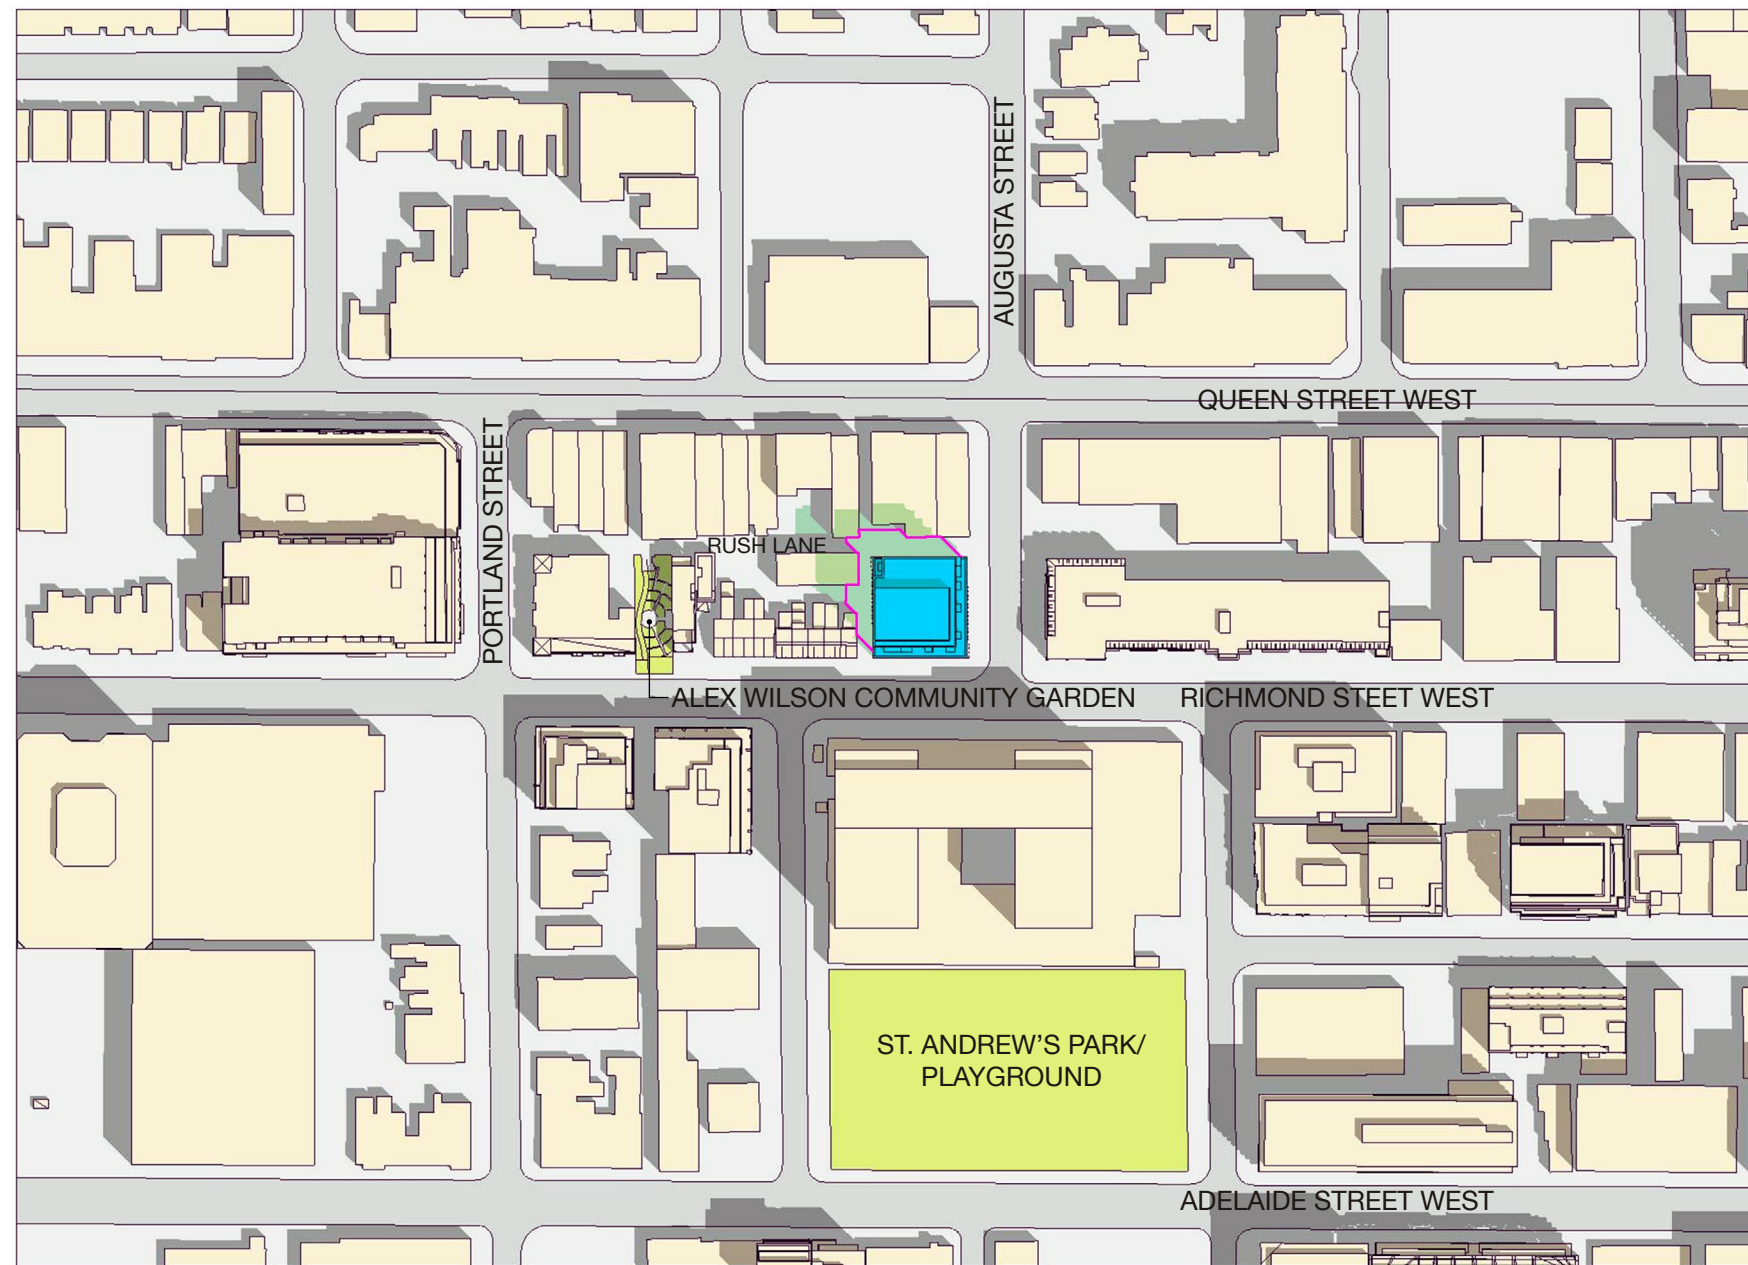 AUGUSTA STREET
QUEEN STREET WEST
PORTLAND STREET
RUSH LANE
ALEX WILSON COMMUNITY GARDEN
RICHMOND STEET WEST
ST. ANDREW'S PARK/
PLAYGROUND
ADELAIDE STREET WEST